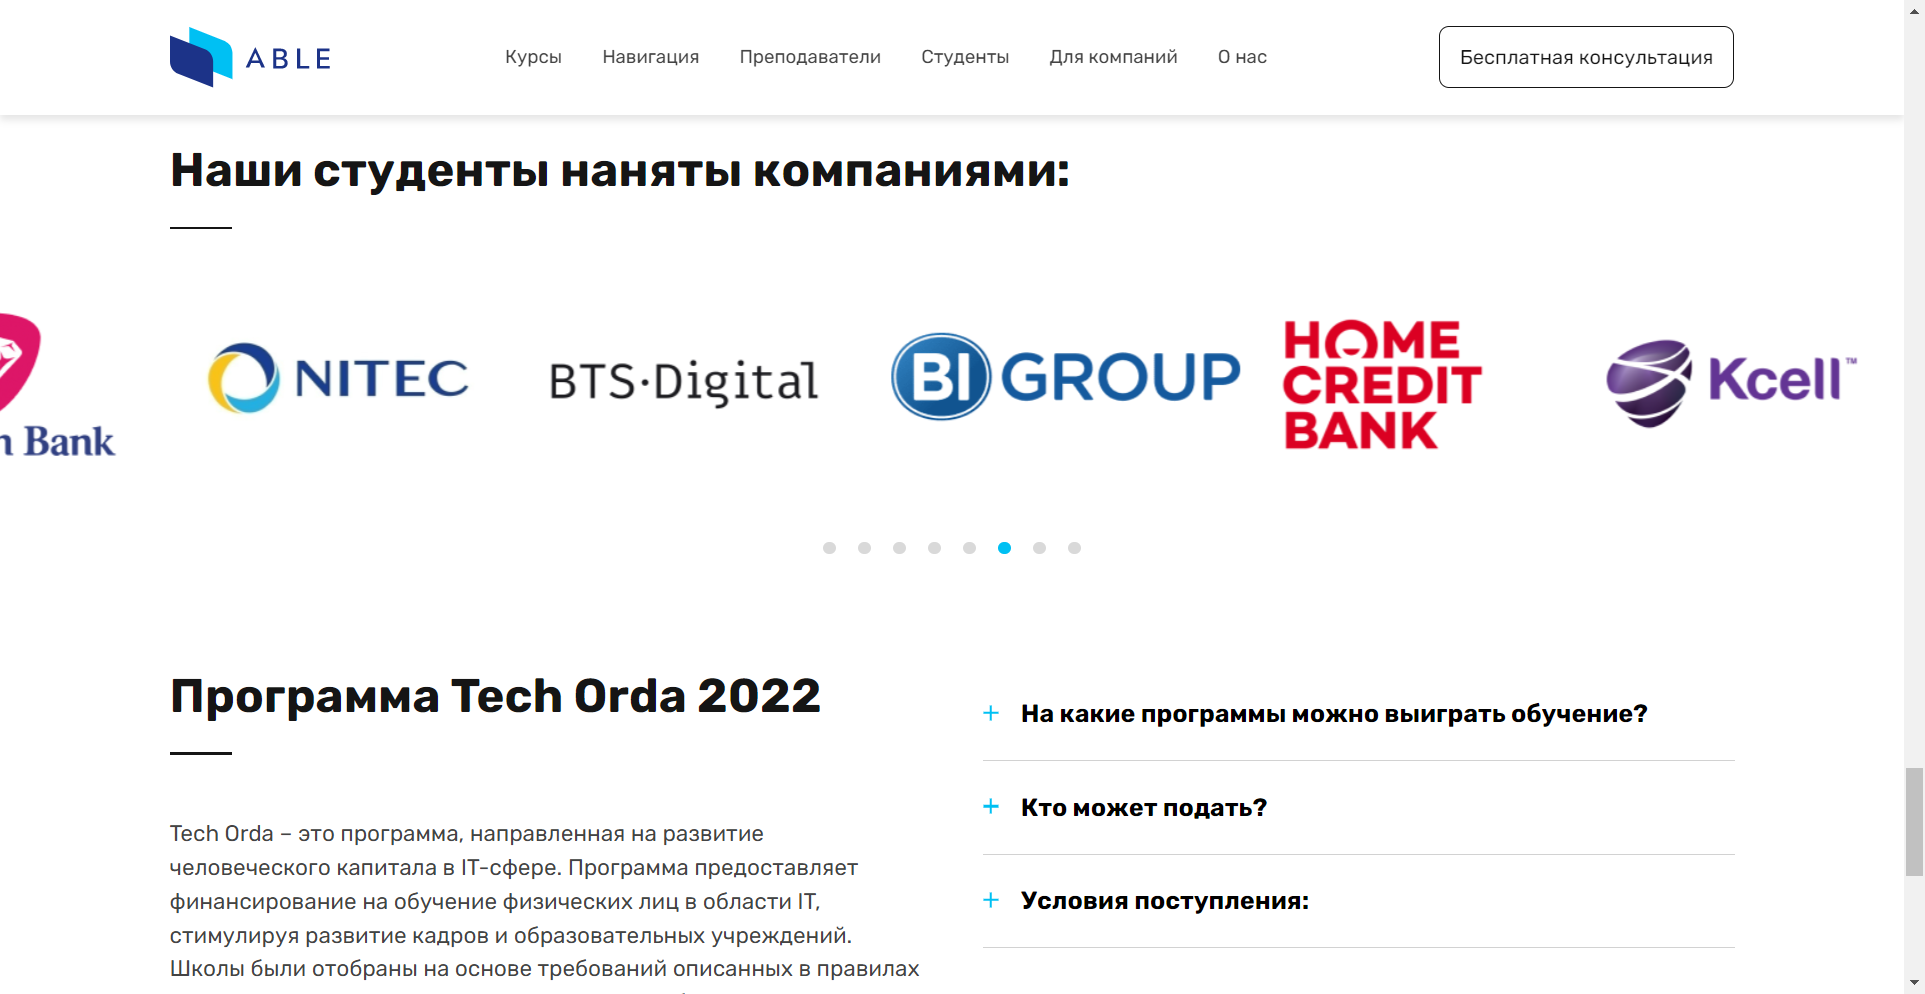 ABLE
Курсы Навигация Преподаватели Студенты Для компаний О нас
Бесплатная консультация
Наши студенты наняты компаниями:
Bank
NITEC
BTS·Digital
BI GROUP
HOME
CREDIT
BANK
Kcell™
Программа Tech Orda 2022
Tech Orda – это программа, направленная на развитие
человеческого капитала в IT-сфере. Программа предоставляет
финансирование на обучение физических лиц в области IT,
стимулируя развитие кадров и образовательных учреждений.
Школы были отобраны на основе требований описанных в правилах
+ На какие программы можно выиграть обучение?
+ Кто может подать?
+ Условия поступления: